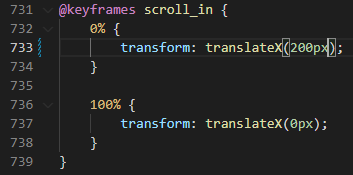 731 @keyframes scroll_in {
732 0% {
733 transform: translateX(200px);
734 }
735
736 100% {
737 transform: translateX(0px);
738 }
739 }